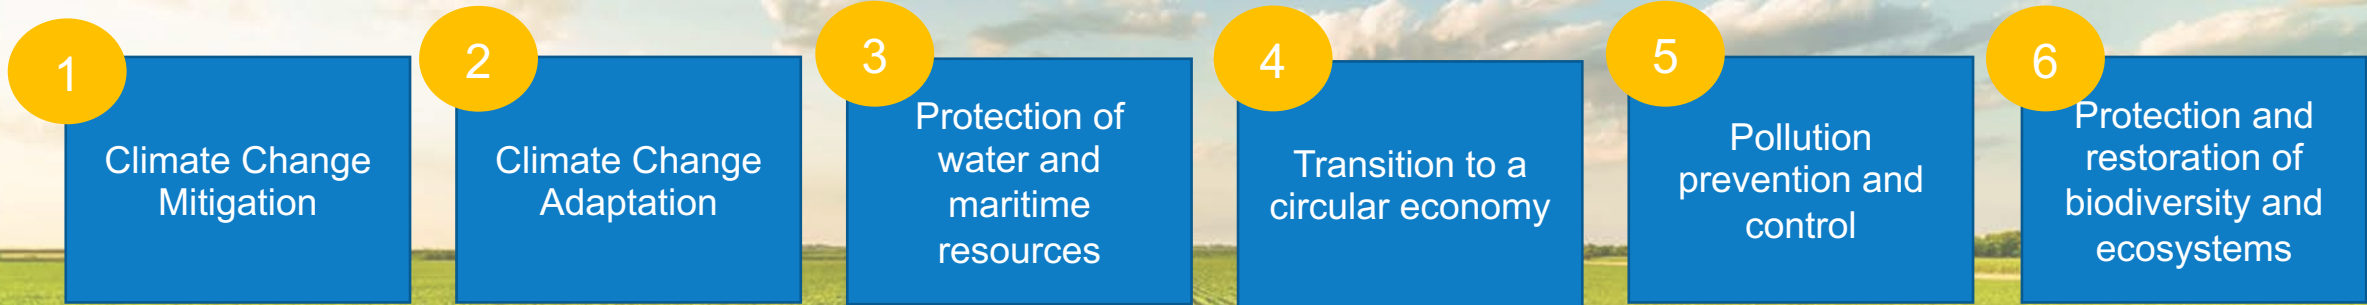 1
Climate Change
Mitigation
2
Climate Change
Adaptation
3
Protection of
water and
maritime
resources
4
Transition to a
circular economy
5
Pollution
prevention and
control
6
Protection and
restoration of
biodiversity and
ecosystems